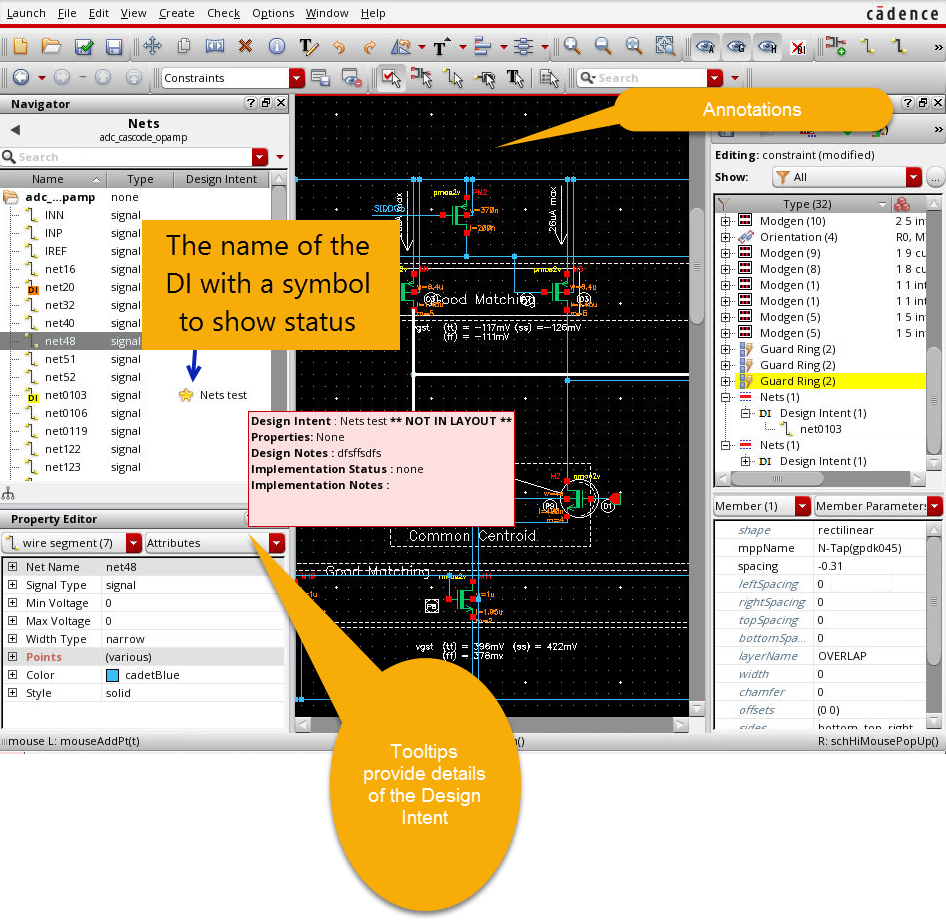 Launch File Edit View Create Check Options Window Help
cādence
Constraints
Search
Navigator
Nets
adc_cascode_opamp
Search
Name Type Design Intent
adc_...pamp none
INN signal
INP signal
IREF signal
net16 signal
DI net20 signal
net32 signal
net40 signal
net48 signal
net51 signal
net52 signal
DI net0103 signal Nets test
net0106 signal
net0119 signal
net122 signal
net123 signal
The name of the
DI with a symbol
to show status
Annotations
Design Intent : Nets test ** NOT IN LAYOUT **
Properties: None
Design Notes : dfsffsdfs
Implementation Status : none
Implementation Notes :
SIDDQ
pmos2v
l=200n
26uA max
Good Matching
vgst (tt) = -117mV (ss) =-126mV
(ff) = -111mV
Common Centroid
Good Matching
vgst (tt) = 396mV (ss) = 422mV
(ff) = 378mv
Property Editor
wire segment (7) Attributes
Net Name net48
Signal Type signal
Min Voltage 0
Max Voltage 0
Width Type narrow
Points (various)
Color cadetBlue
Style solid
mouse L: mouseAddPt(t)
R: schHiMousePopUp()
Tooltips
provide details
of the Design
Intent
Editing: constraint (modified)
Show: All ...
Type (32)
Modgen (10) 2 5 in
Orientation (4) R0, M
Modgen (9) 1 9 cu
Modgen (8) 1 8 cu
Modgen (1) 1 1 int
Modgen (1) 1 1 int
Modgen (5) 1 5 int
Modgen (5) 1 5 int
Guard Ring (2)
Guard Ring (2)
Guard Ring (2)
Nets (1)
DI Design Intent (1)
net0103
Nets (1)
DI Design Intent (1)
Member (1) Member Parameters
shape rectilinear
mppName N-Tap(gpdk045)
spacing -0.31
leftSpacing 0
rightSpacing 0
topSpacing 0
bottomSpa... 0
layerName OVERLAP
width 0
chamfer 0
offsets (0 0)
sides bottom top right